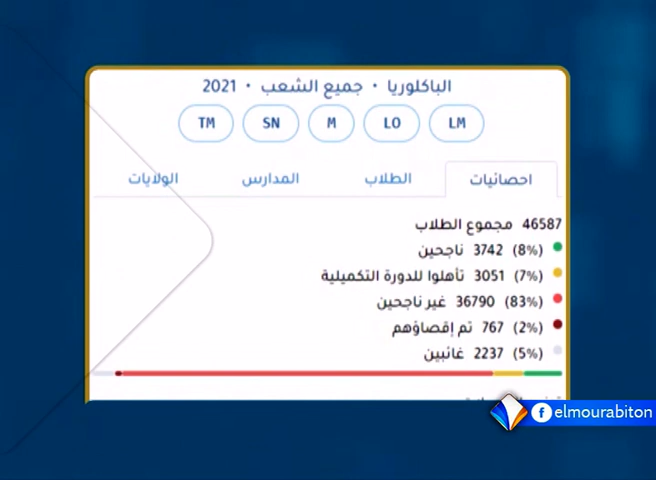 الباكلوريا • جميع الشعب • 2021
LM LO M SN TM
احصائيات الطلاب المدارس الولايات
46587 مجموع الطلاب
(8%) 3742 ناجحين
(7%) 3051 تأهلوا للدورة التكميلية
(83%) 36790 غير ناجحين
(2%) 767 تم إقصاؤهم
(5%) 2237 غائبين
elmourabiton